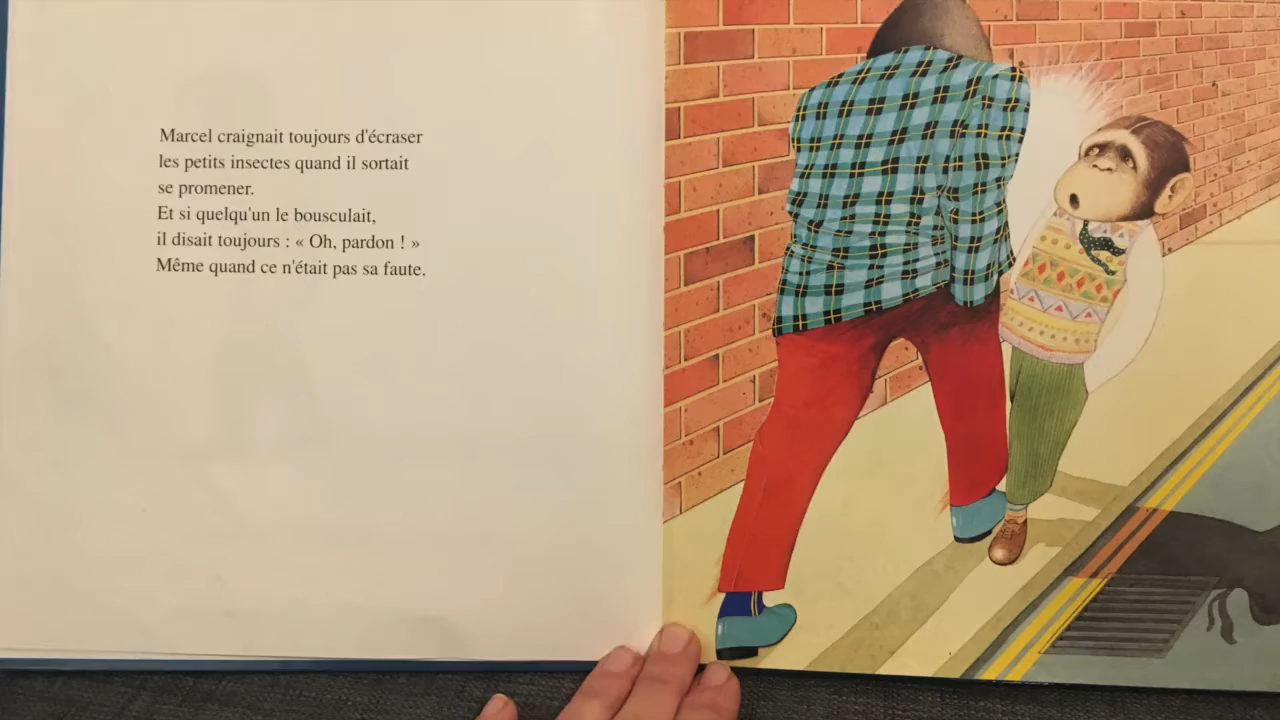 Marcel craignait toujours d'écraser
les petits insectes quand il sortait
se promener.
Et si quelqu'un le bousculait,
il disait toujours : « Oh, pardon ! »
Même quand ce n'était pas sa faute.